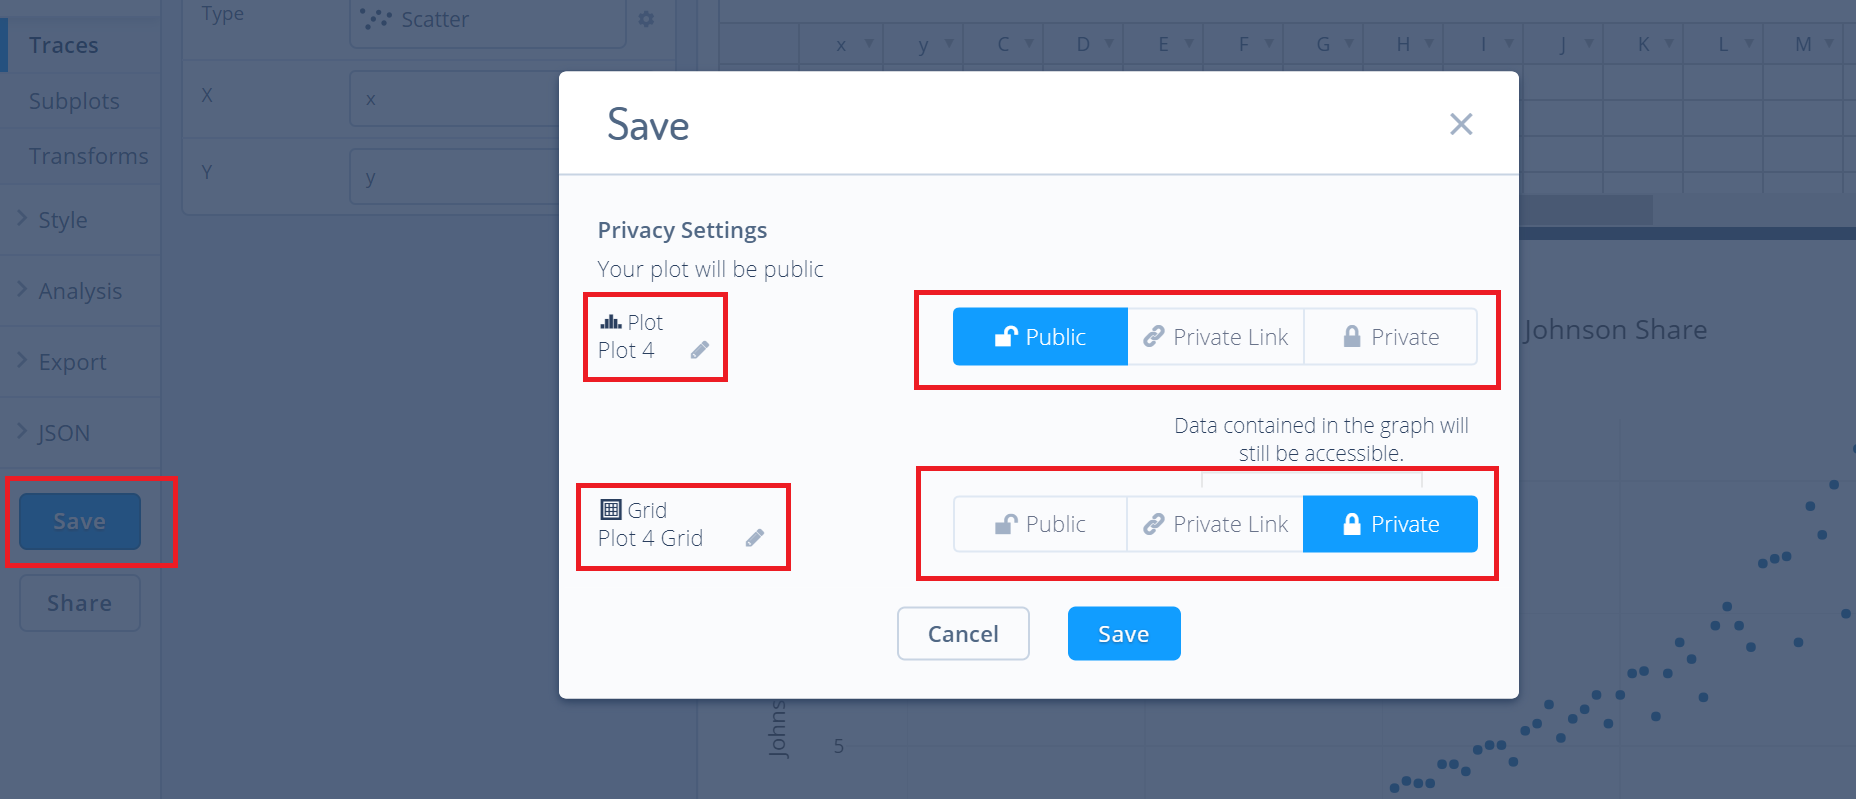 Type
Scatter
Traces
x y C D E F G H I J K L M
Subplots
X
x
Transforms
Y
y
Style
Analysis
Export
JSON
Save
Share
Save
Privacy Settings
Your plot will be public
Plot
Plot 4
Public
Private Link
Private
Data contained in the graph will
still be accessible.
Grid
Plot 4 Grid
Public
Private Link
Private
Cancel
Save
Johnson Share
Johns
5